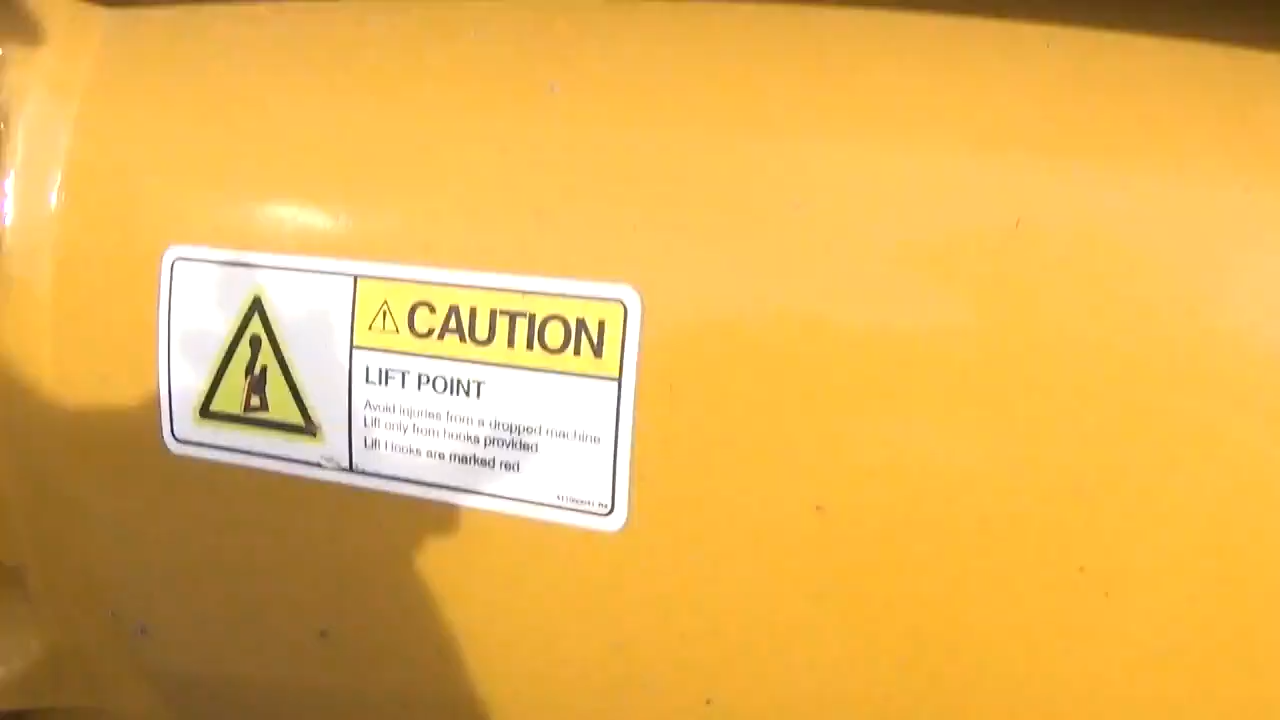 CAUTION
LIFT POINT
Avoid injuries from a dropped machine
Lift only from hooks provided
Lift Hooks are marked red